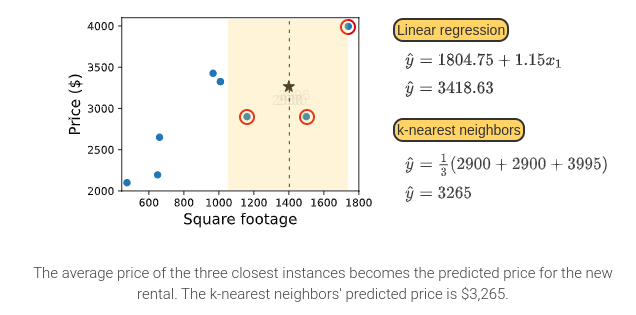 4000
3500
3000
2500
2000
Price ($)
600 800 1000 1200 1400 1600 1800
Square footage
Linear regression
ŷ = 1804.75 + 1.15x₁
ŷ = 3418.63
k-nearest neighbors
ŷ = 1/3(2900 + 2900 + 3995)
ŷ = 3265
The average price of the three closest instances becomes the predicted price for the new
rental. The k-nearest neighbors' predicted price is $3,265.